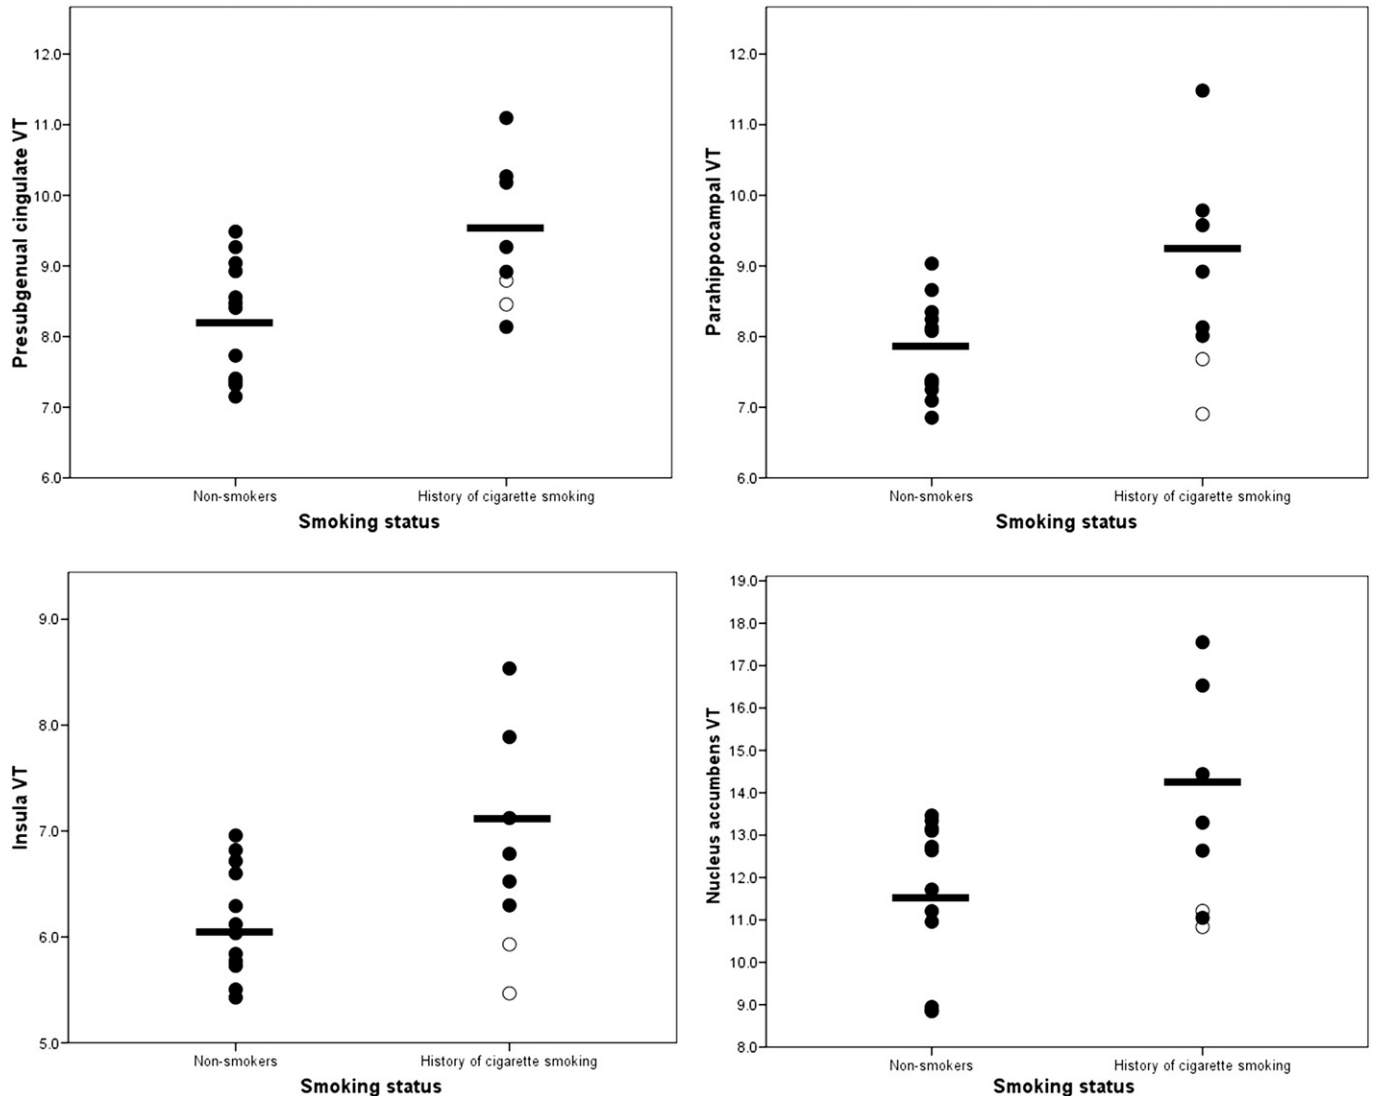 Presubgenual cingulate VT
12.0
11.0
10.0
9.0
8.0
7.0
6.0
Non-smokers History of cigarette smoking
Smoking status
Parahippocampal VT
12.0
11.0
10.0
9.0
8.0
7.0
6.0
Non-smokers History of cigarette smoking
Smoking status
Insula VT
9.0
8.0
7.0
6.0
5.0
Non-smokers History of cigarette smoking
Smoking status
Nucleus accumbens VT
19.0
18.0
17.0
16.0
15.0
14.0
13.0
12.0
11.0
10.0
9.0
8.0
Non-smokers History of cigarette smoking
Smoking status